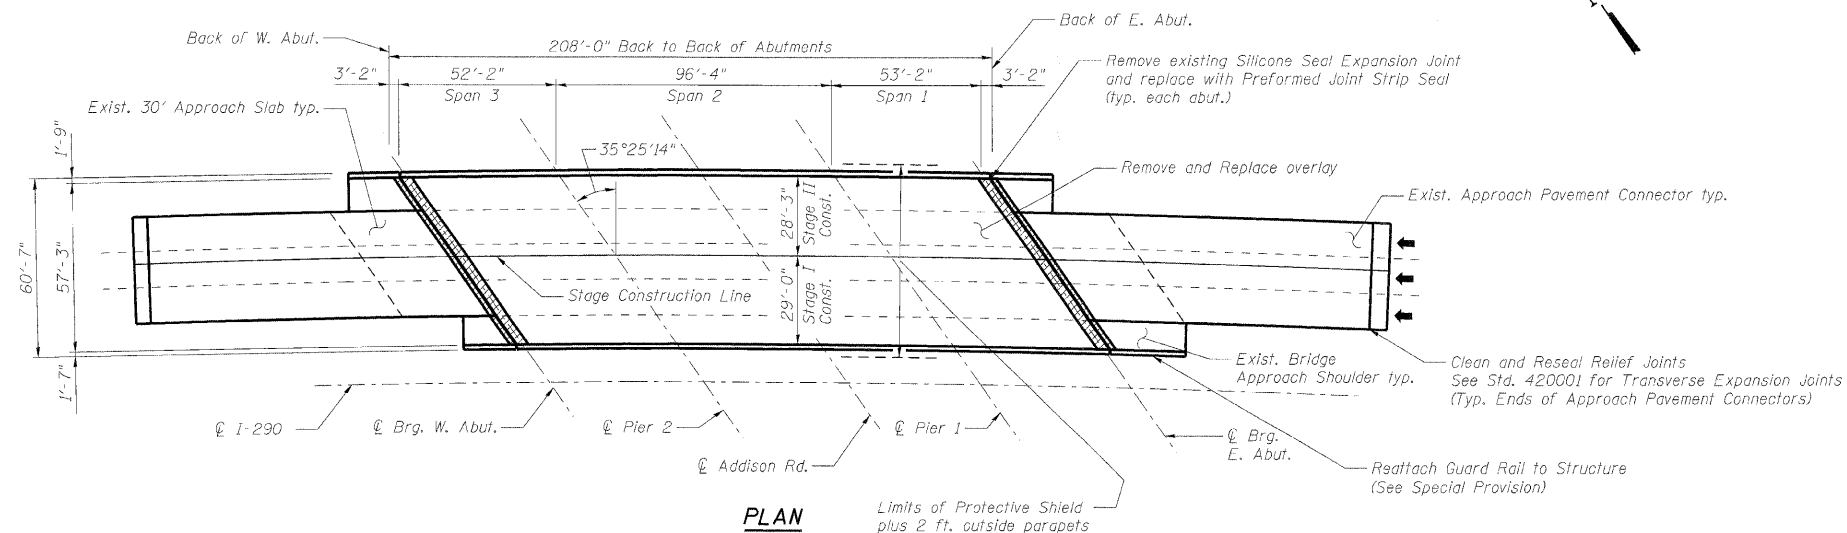 Back of W. Abut.
208'-0" Back to Back of Abutments
Back of E. Abut.
3'-2"
52'-2"
Span 3
96'-4"
Span 2
53'-2"
Span 1
3'-2"
Remove existing Silicone Seal Expansion Joint
and replace with Preformed Joint Strip Seal
(typ. each abut.)
Exist. 30' Approach Slab typ.
1'-9"
35°25'14"
Remove and Replace overlay
Exist. Approach Pavement Connector typ.
60'-7"
57'-3"
28'-3"
Stage II
Const.
29'-0"
Stage I
Const.
Stage Construction Line
1'-7"
Exist. Bridge
Approach Shoulder typ.
Clean and Reseal Relief Joints
See Std. 420001 for Transverse Expansion Joints
(Typ. Ends of Approach Pavement Connectors)
℄ I-290
℄ Brg. W. Abut.
℄ Pier 2
℄ Addison Rd.
℄ Pier 1
℄ Brg.
E. Abut.
Reattach Guard Rail to Structure
(See Special Provision)
Limits of Protective Shield
plus 2 ft. outside parapets
PLAN